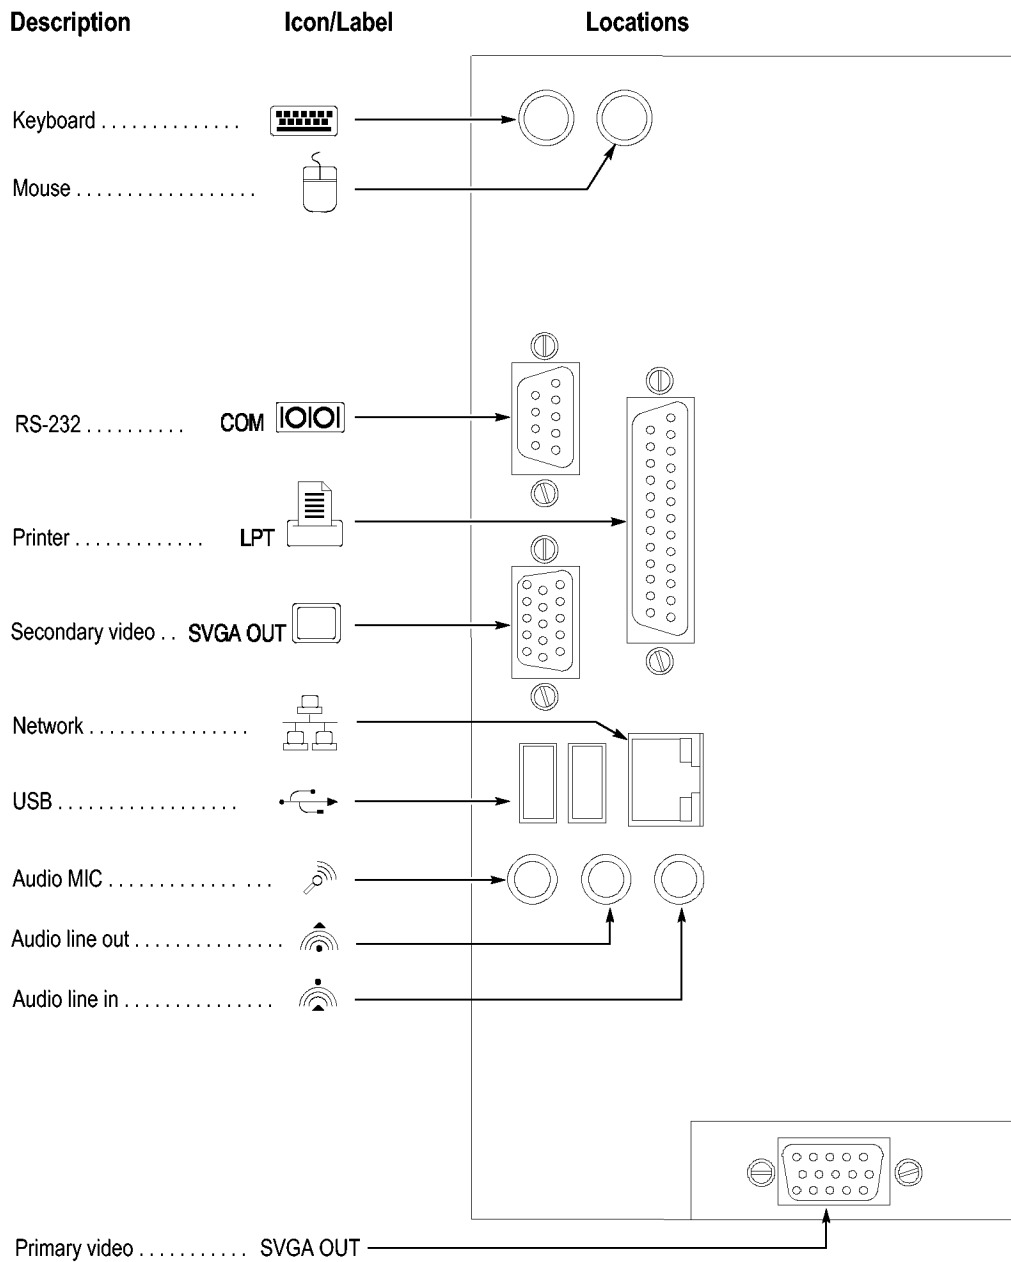 Description Icon/Label Locations
Keyboard . . . . . . . . . . . . . .
Mouse . . . . . . . . . . . . . . . . . .
RS-232 . . . . . . . . . . COM IOIOI
Printer . . . . . . . . . . . . . LPT
Secondary video . . SVGA OUT
Network . . . . . . . . . . . . . . . .
USB . . . . . . . . . . . . . . . . . .
Audio MIC . . . . . . . . . . . . . . . .
Audio line out . . . . . . . . . . . . . . .
Audio line in . . . . . . . . . . . . . . .
Primary video . . . . . . . . . . . SVGA OUT